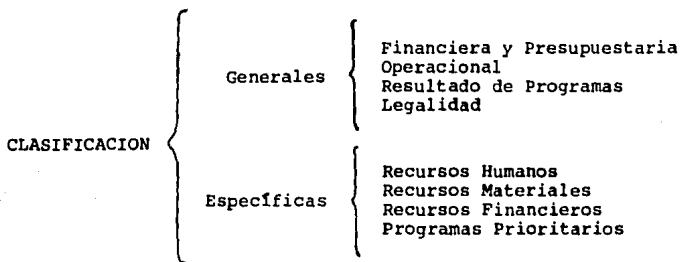 Generales
Financiera y Presupuestaria
Operacional
Resultado de Programas
Legalidad
CLASIFICACION
Específicas
Recursos Humanos
Recursos Materiales
Recursos Financieros
Programas Prioritarios